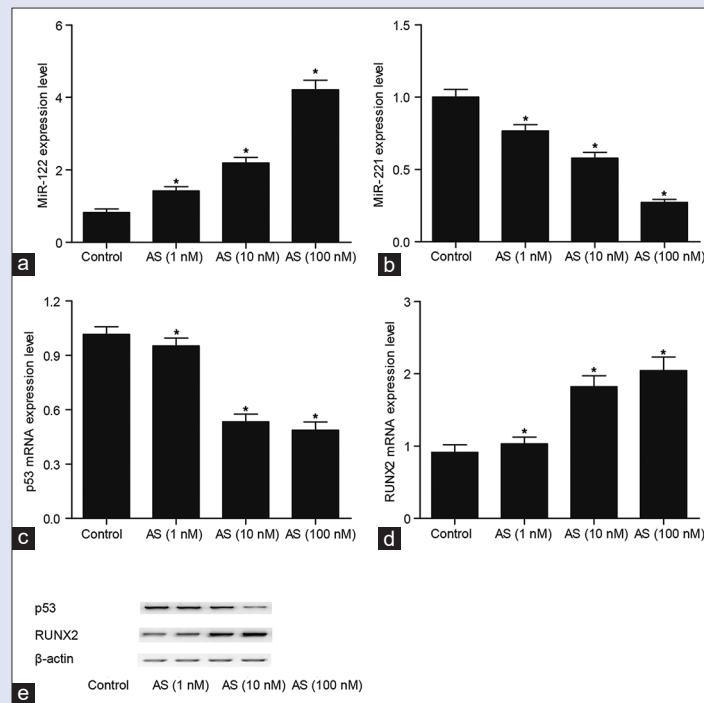 6
4
2
0
MiR-122 expression level
*
*
*
Control AS (1 nM) AS (10 nM) AS (100 nM)
a
1.5
1.0
0.5
0.0
MiR-221 expression level
*
*
*
Control AS (1 nM) AS (10 nM) AS (100 nM)
b
1.2
0.9
0.6
0.3
0.0
p53 mRNA expression level
*
*
*
Control AS (1 nM) AS (10 nM) AS (100 nM)
c
3
2
1
0
RUNX2 mRNA expression level
*
*
*
Control AS (1 nM) AS (10 nM) AS (100 nM)
d
p53
RUNX2
β-actin
Control AS (1 nM) AS (10 nM) AS (100 nM)
e